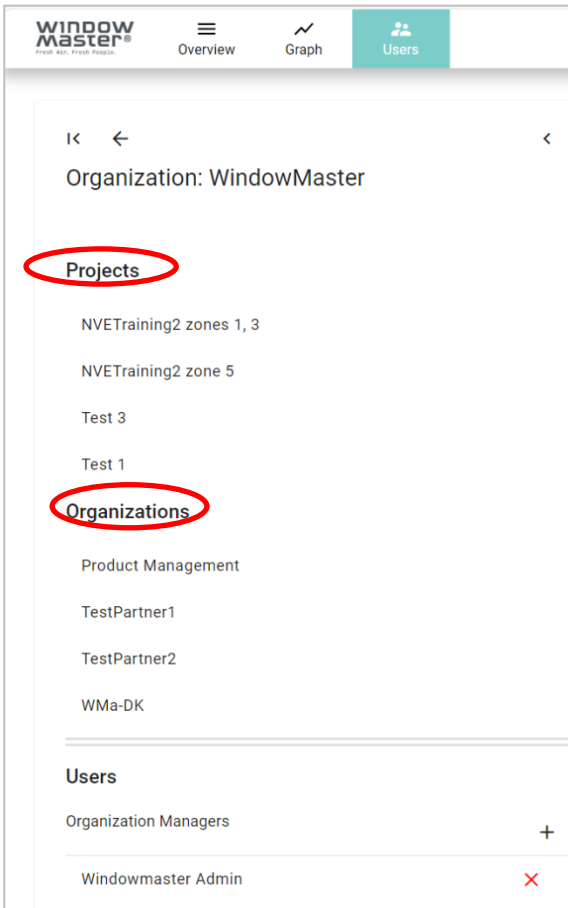 WINDOW
Master®
Fresh Air. Fresh People.
Overview
Graph
Users
Organization: WindowMaster
Projects
NVETraining2 zones 1, 3
NVETraining2 zone 5
Test 3
Test 1
Organizations
Product Management
TestPartner1
TestPartner2
WMa-DK
Users
Organization Managers
Windowmaster Admin